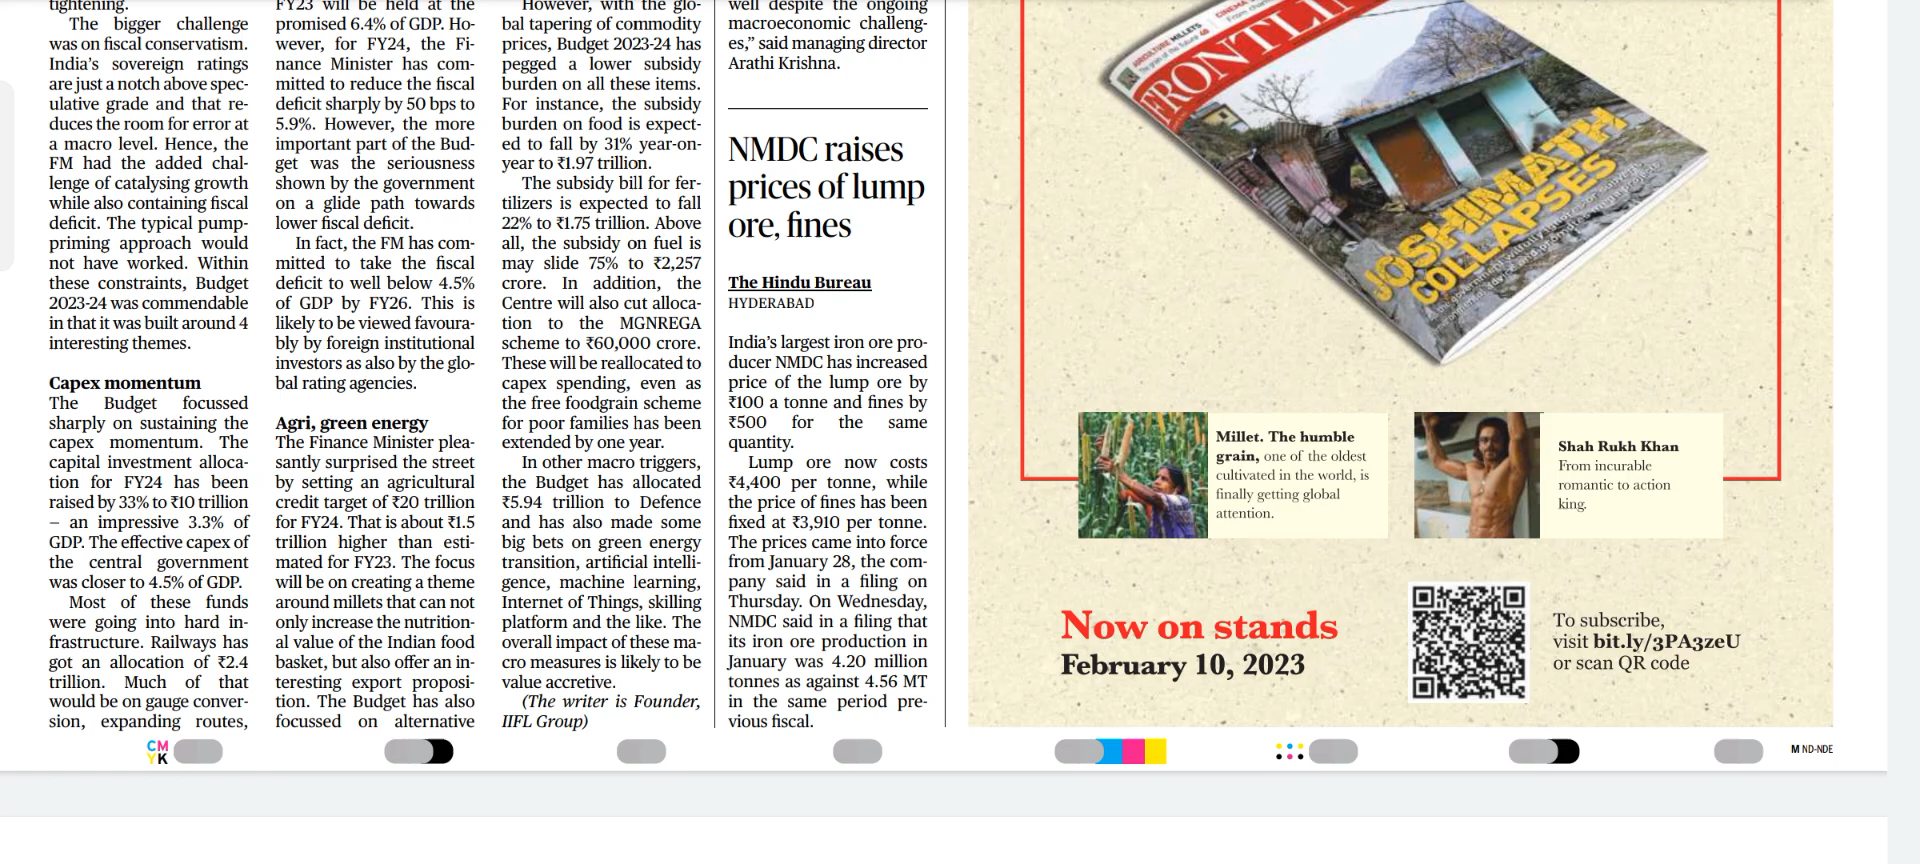 tightening.
The bigger challenge
was on fiscal conservatism.
India's sovereign ratings
are just a notch above spec-
ulative grade and that re-
duces the room for error at
a macro level. Hence, the
FM had the added chal-
lenge of catalysing growth
while also containing fiscal
deficit. The typical pump-
priming approach would
not have worked. Within
these constraints, Budget
2023-24 was commendable
in that it was built around 4
interesting themes.
Capex momentum
The Budget focussed
sharply on sustaining the
capex momentum. The
capital investment alloca-
tion for FY24 has been
raised by 33% to ₹10 trillion
– an impressive 3.3% of
GDP. The effective capex of
the central government
was closer to 4.5% of GDP.
Most of these funds
were going into hard in-
frastructure. Railways has
got an allocation of ₹2.4
trillion. Much of that
would be on gauge conver-
sion, expanding routes,
FY23 will be held at the
promised 6.4% of GDP. Ho-
wever, for FY24, the Fi-
nance Minister has com-
mitted to reduce the fiscal
deficit sharply by 50 bps to
5.9%. However, the more
important part of the Bud-
get was the seriousness
shown by the government
on a glide path towards
lower fiscal deficit.
In fact, the FM has com-
mitted to take the fiscal
deficit to well below 4.5%
of GDP by FY26. This is
likely to be viewed favoura-
bly by foreign institutional
investors as also by the glo-
bal rating agencies.
Agri, green energy
The Finance Minister plea-
santly surprised the street
by setting an agricultural
credit target of ₹20 trillion
for FY24. That is about ₹1.5
trillion higher than esti-
mated for FY23. The focus
will be on creating a theme
around millets that can not
only increase the nutrition-
al value of the Indian food
basket, but also offer an in-
teresting export proposi-
tion. The Budget has also
focussed on alternative
However, with the glo-
bal tapering of commodity
prices, Budget 2023-24 has
pegged a lower subsidy
burden on all these items.
For instance, the subsidy
burden on food is expect-
ed to fall by 31% year-on-
year to ₹1.97 trillion.
The subsidy bill for fer-
tilizers is expected to fall
22% to ₹1.75 trillion. Above
all, the subsidy on fuel is
may slide 75% to ₹2,257
crore. In addition, the
Centre will also cut alloca-
tion to the MGNREGA
scheme to ₹60,000 crore.
These will be reallocated to
capex spending, even as
the free foodgrain scheme
for poor families has been
extended by one year.
In other macro triggers,
the Budget has allocated
₹5.94 trillion to Defence
and has also made some
big bets on green energy
transition, artificial intelli-
gence, machine learning,
Internet of Things, skilling
platform and the like. The
overall impact of these ma-
cro measures is likely to be
value accretive.
(The writer is Founder,
IIFL Group)
well despite the ongoing
macroeconomic challeng-
es,” said managing director
Arathi Krishna.
NMDC raises
prices of lump
ore, fines
The Hindu Bureau
HYDERABAD
India's largest iron ore pro-
ducer NMDC has increased
price of the lump ore by
₹100 a tonne and fines by
₹500 for the same
quantity.
Lump ore now costs
₹4,400 per tonne, while
the price of fines has been
fixed at ₹3,910 per tonne.
The prices came into force
from January 28, the com-
pany said in a filing on
Thursday. On Wednesday,
NMDC said in a filing that
its iron ore production in
January was 4.20 million
tonnes as against 4.56 MT
in the same period pre-
vious fiscal.
AGRICULTURE MILLETS
CINEMA
JOSHIMATH
COLLAPSES
Millet. The humble
grain, one of the oldest
cultivated in the world, is
finally getting global
attention.
Shah Rukh Khan
From incurable
romantic to action
king.
Now on stands
February 10, 2023
To subscribe,
visit bit.ly/3PA3zeU
or scan QR code
CM
YK
M ND-NDE